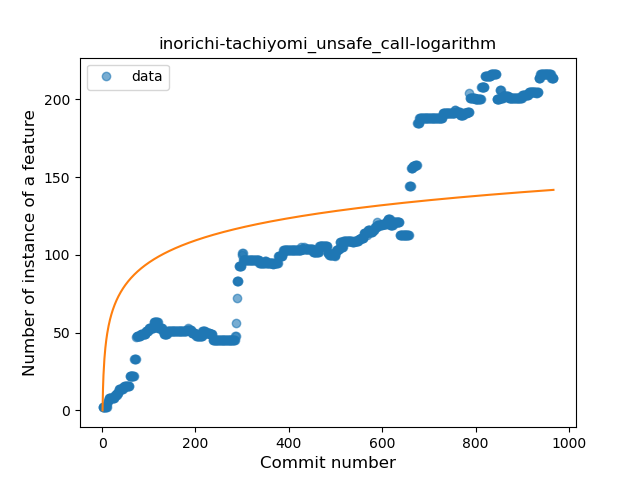 inorichi-tachiyomi_unsafe_call-logarithm
data
Number of instance of a feature
200
150
100
50
0
0 200 400 600 800 1000
Commit number